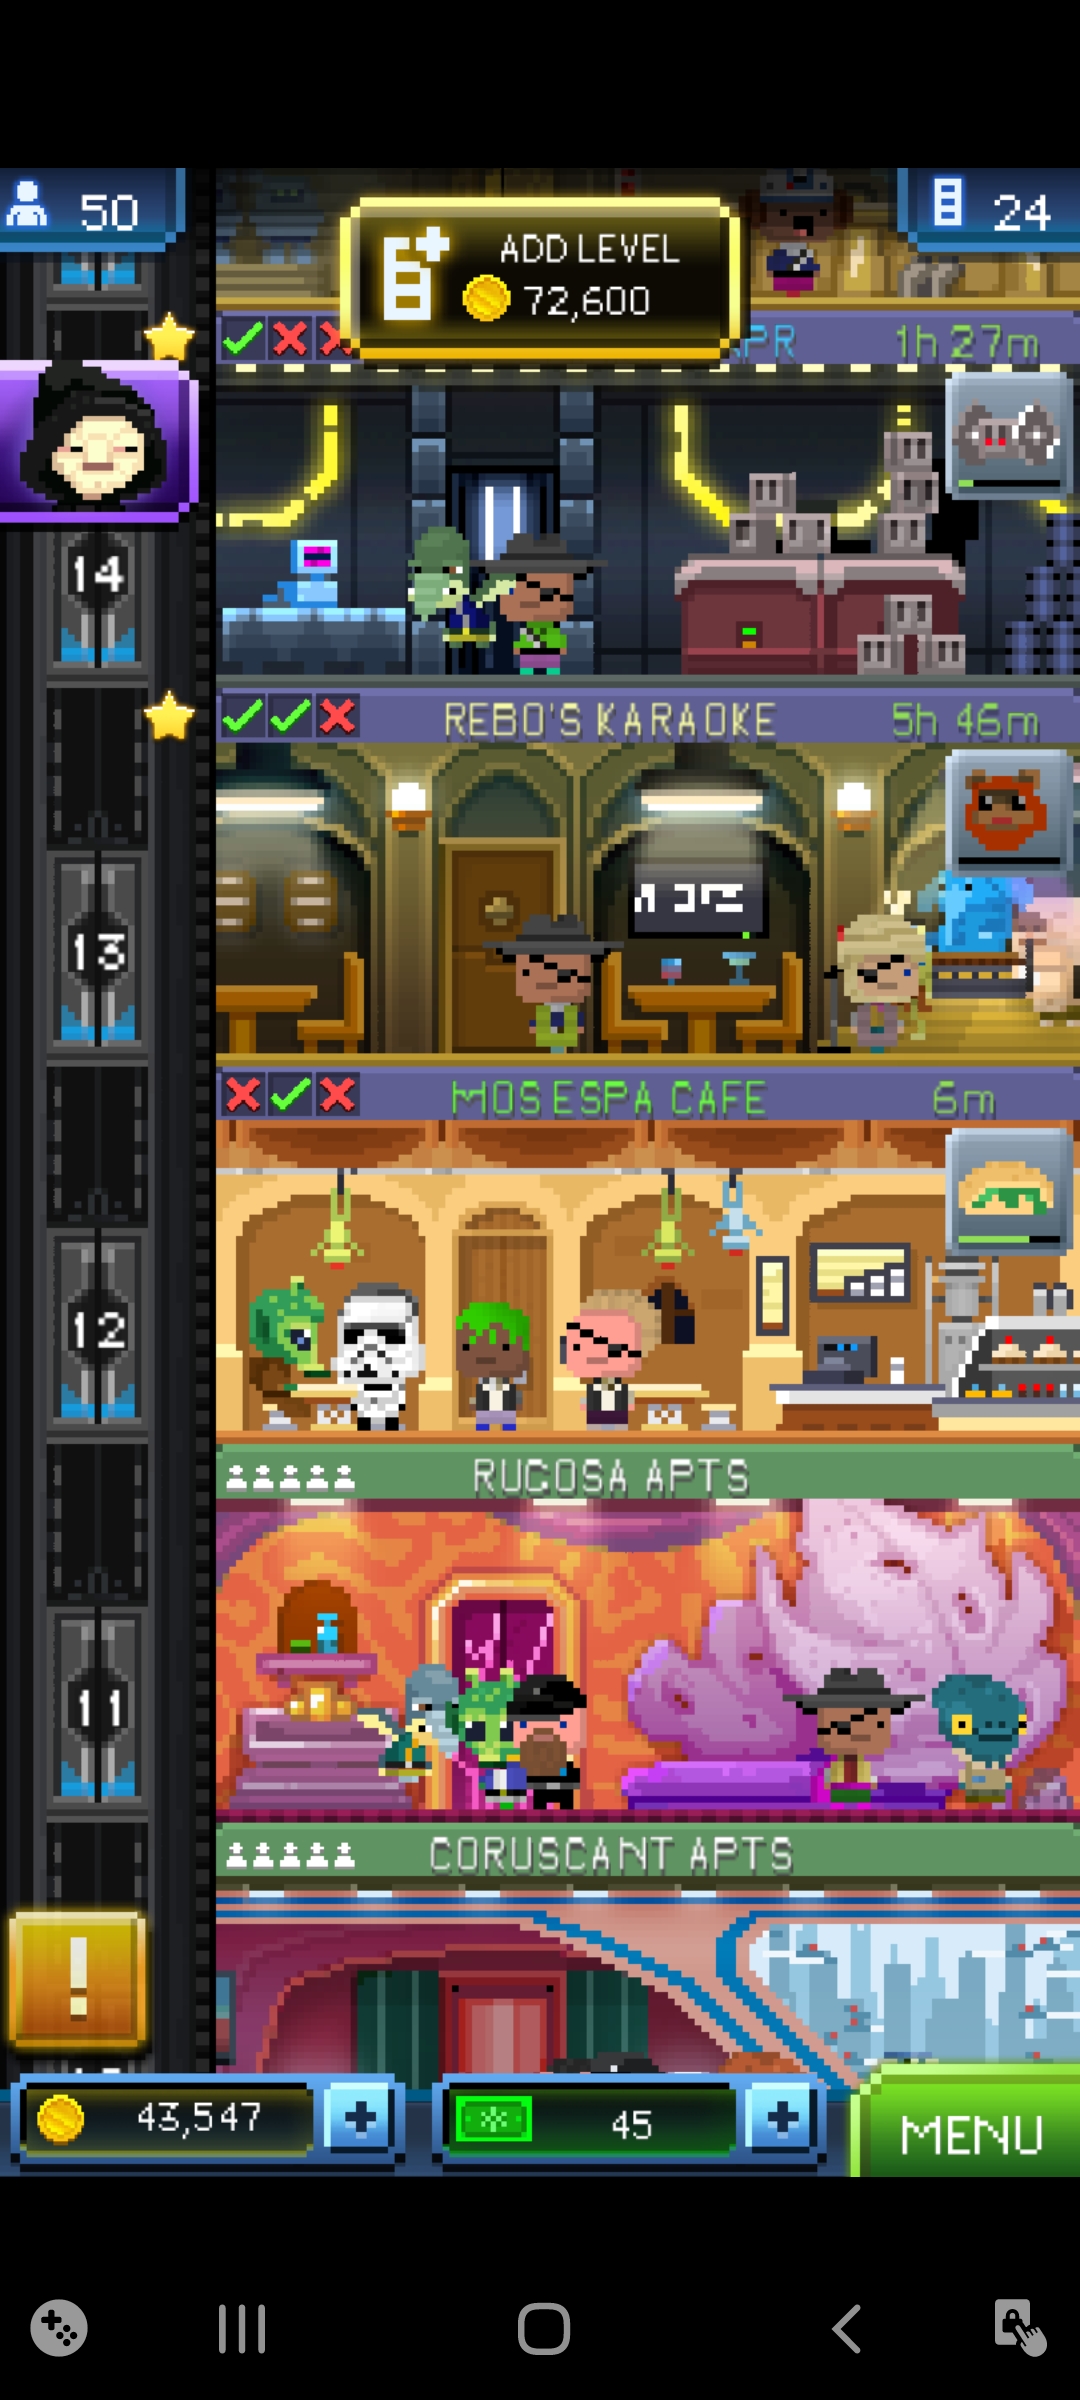 50
ADD LEVEL
72,600
24
1h 27m
14
REBO'S KARAOKE
5h 46m
13
MOS ESPA CAFE
6m
12
RUGOSA APTS
11
CORUSCANT APTS
!
43,547
45
MENU